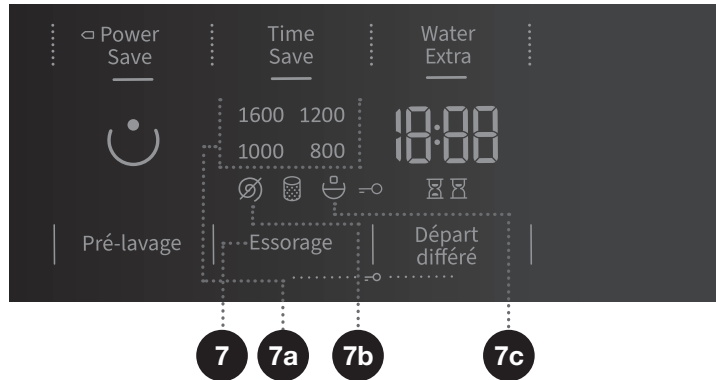 Power
Save
Time
Save
Water
Extra
1600 1200
1000 800
18:88
Pré-lavage
Essorage
Départ
différé
7
7a
7b
7c